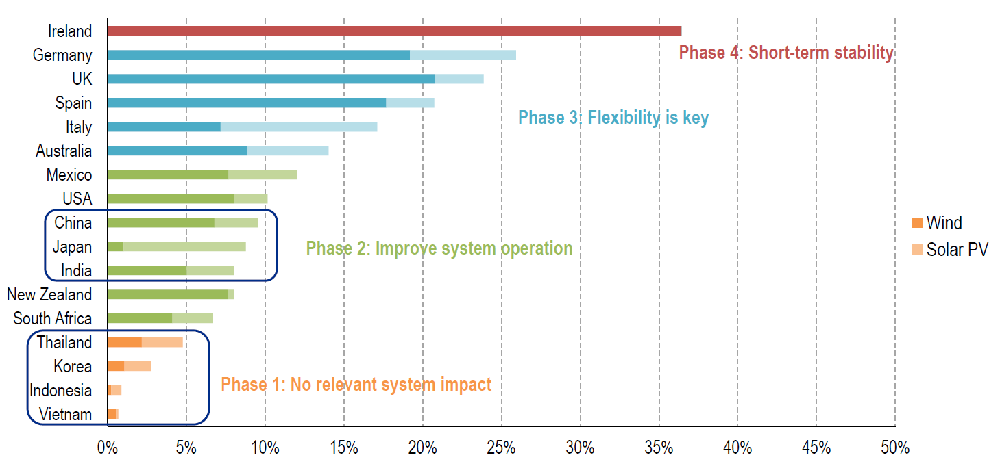 Ireland
Phase 4: Short-term stability
Germany
UK
Spain
Phase 3: Flexibility is key
Italy
Australia
Mexico
USA
China
Wind
Japan
Phase 2: Improve system operation
Solar PV
India
New Zealand
South Africa
Thailand
Korea
Phase 1: No relevant system impact
Indonesia
Vietnam
0% 5% 10% 15% 20% 25% 30% 35% 40% 45% 50%